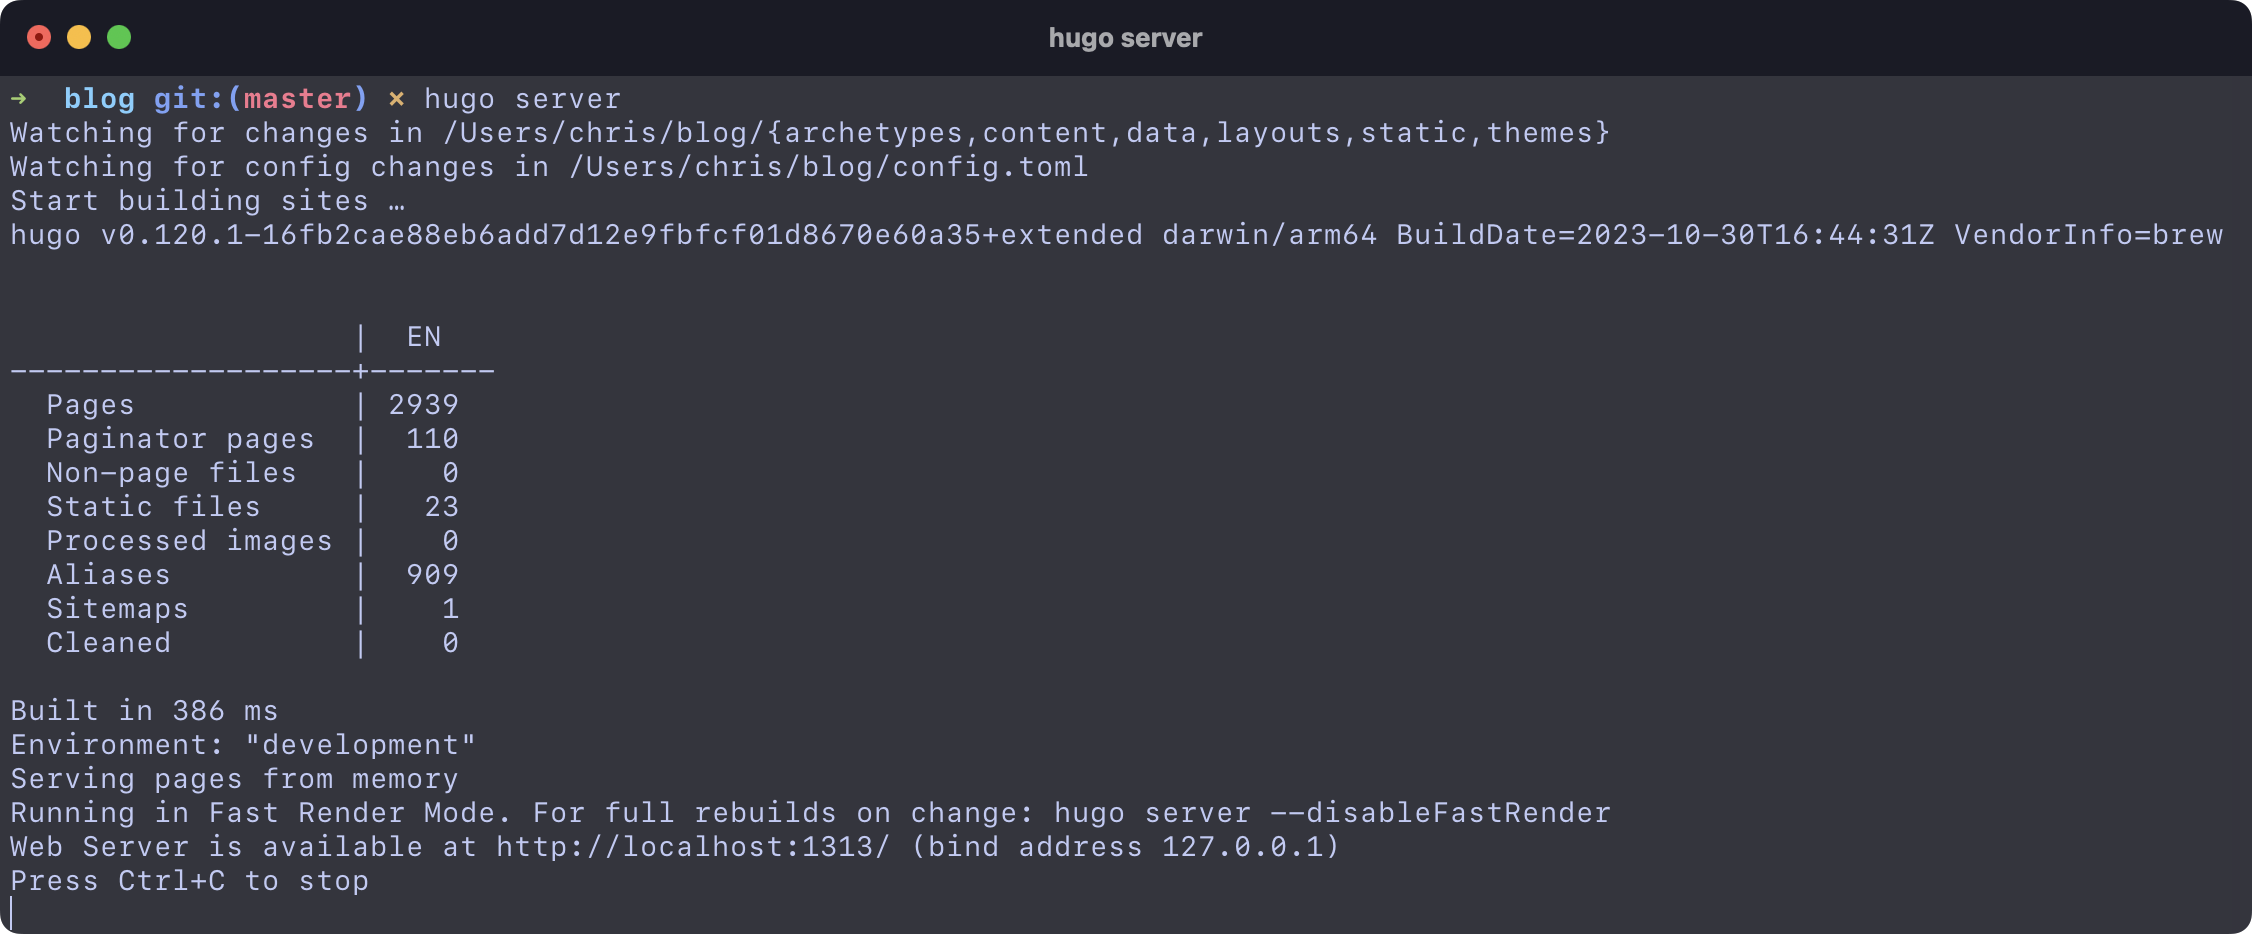 hugo server
➜  blog git:(master) × hugo server
Watching for changes in /Users/chris/blog/{archetypes,content,data,layouts,static,themes}
Watching for config changes in /Users/chris/blog/config.toml
Start building sites …
hugo v0.120.1-16fb2cae88eb6add7d12e9fbfcf01d8670e60a35+extended darwin/arm64 BuildDate=2023-10-30T16:44:31Z VendorInfo=brew
                   |  EN
-------------------+-------
  Pages            | 2939
  Paginator pages  |  110
  Non-page files   |    0
  Static files     |   23
  Processed images |    0
  Aliases          |  909
  Sitemaps         |    1
  Cleaned          |    0
Built in 386 ms
Environment: "development"
Serving pages from memory
Running in Fast Render Mode. For full rebuilds on change: hugo server --disableFastRender
Web Server is available at http://localhost:1313/ (bind address 127.0.0.1)
Press Ctrl+C to stop